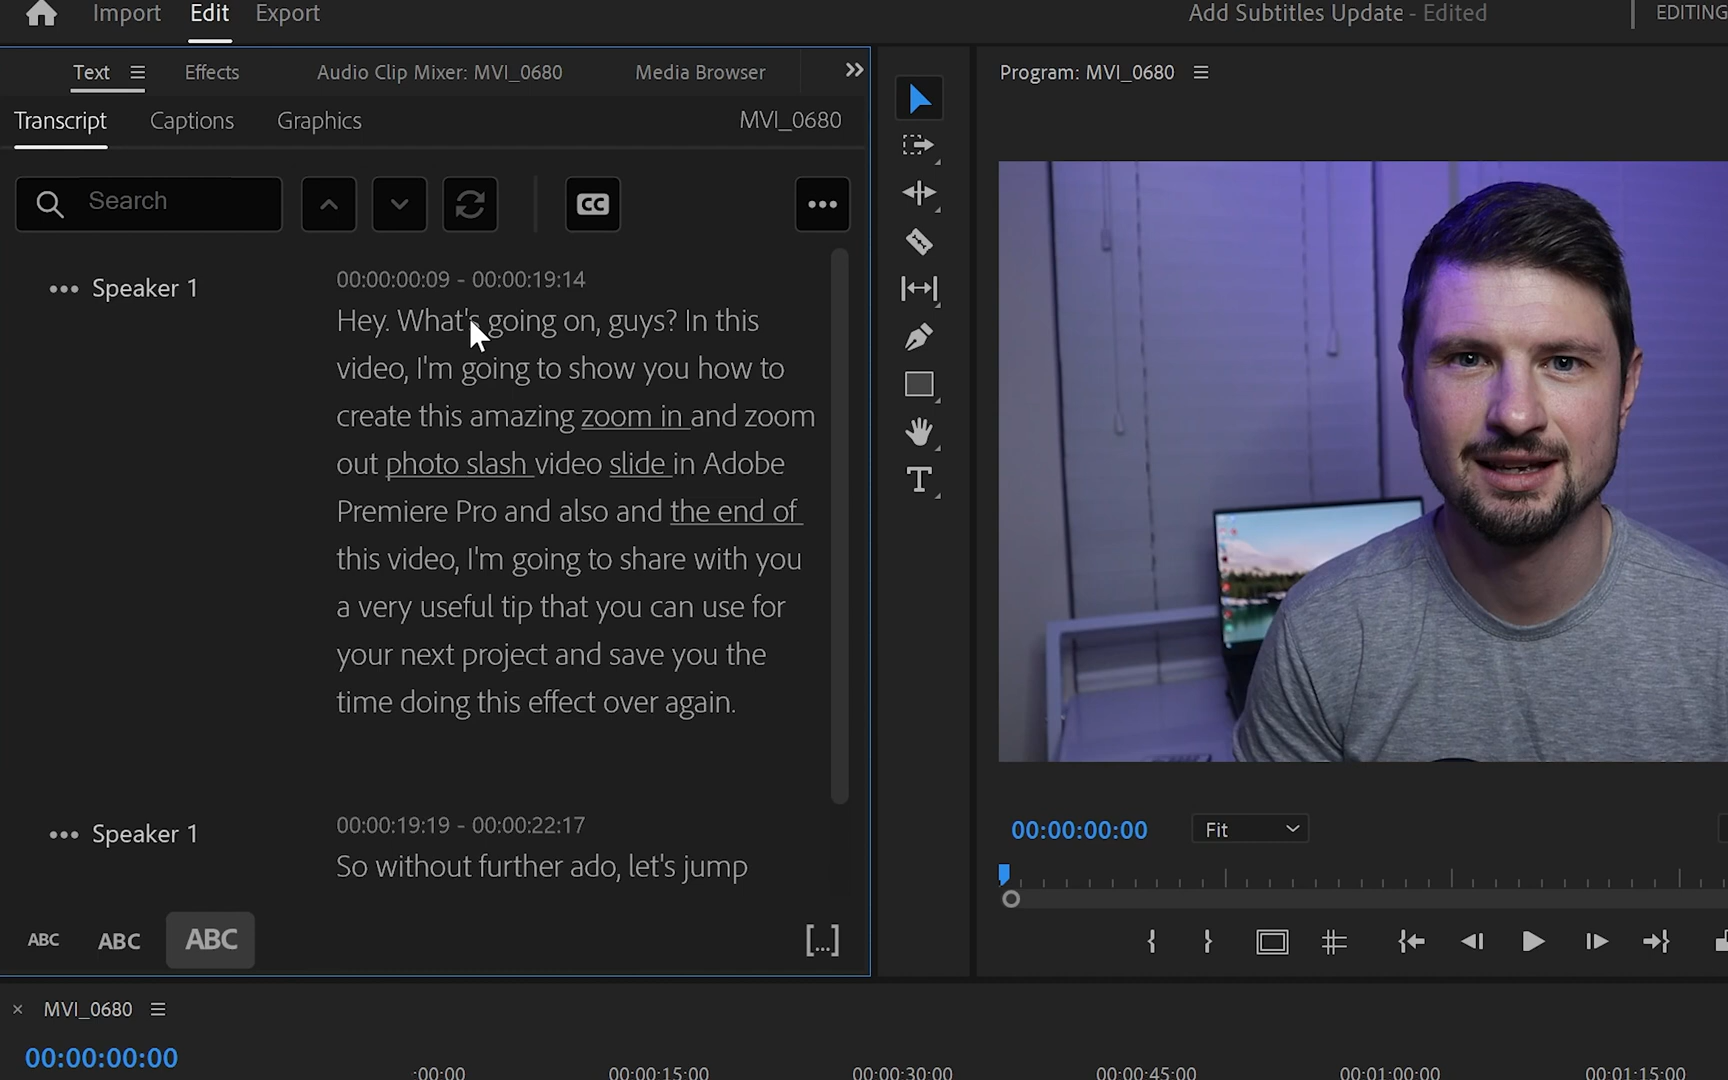 Import Edit Export
Add Subtitles Update - Edited
EDITING
Text Effects Audio Clip Mixer: MVI_0680 Media Browser
Program: MVI_0680
Transcript Captions Graphics MVI_0680
Search CC
Speaker 1 00:00:00:09 - 00:00:19:14
Hey. What's going on, guys? In this
video, I'm going to show you how to
create this amazing zoom in and zoom
out photo slash video slide in Adobe
Premiere Pro and also and the end of
this video, I'm going to share with you
a very useful tip that you can use for
your next project and save you the
time doing this effect over again.
Speaker 1 00:00:19:19 - 00:00:22:17
So without further ado, let's jump
ABC ABC ABC [...]
T
00:00:00:00 Fit
MVI_0680
00:00:00:00
:00:00 00:00:15:00 00:00:30:00 00:00:45:00 00:01:00:00 00:01:15:00